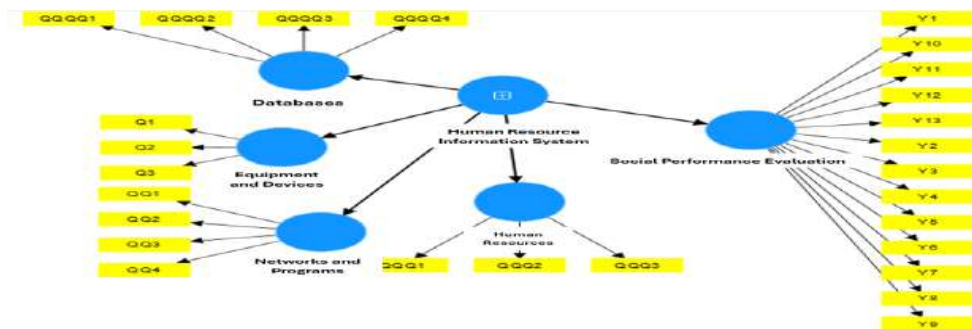 QQQQ1
QQQQ2
QQQQ3
QQQQ4
Databases
Q1
Q2
Q3
Equipment
and Devices
QQ1
QQ2
QQ3
QQ4
Networks and
Programs
Human Resource
Information System
Human
Resources
QQQ1
QQQ2
QQQ3
Social Performance Evaluation
Y1
Y10
Y11
Y12
Y13
Y2
Y3
Y4
Y5
Y6
Y7
Y8
Y9